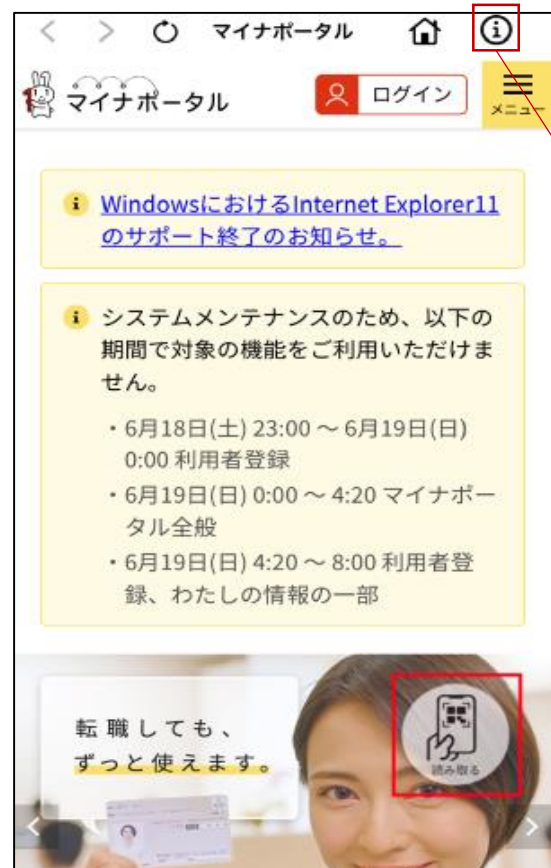 マイナポータル
マイナポータル
ログイン
メニュー
WindowsにおけるInternet Explorer11
のサポート終了のお知らせ。
システムメンテナンスのため、以下の
期間で対象の機能をご利用いただけま
せん。
・6月18日(土) 23:00 ~ 6月19日(日)
0:00 利用者登録
・6月19日(日) 0:00 ~ 4:20 マイナポー
タル全般
・6月19日(日) 4:20 ~ 8:00 利用者登
録、わたしの情報の一部
転職しても、
ずっと使えます。
読み取る